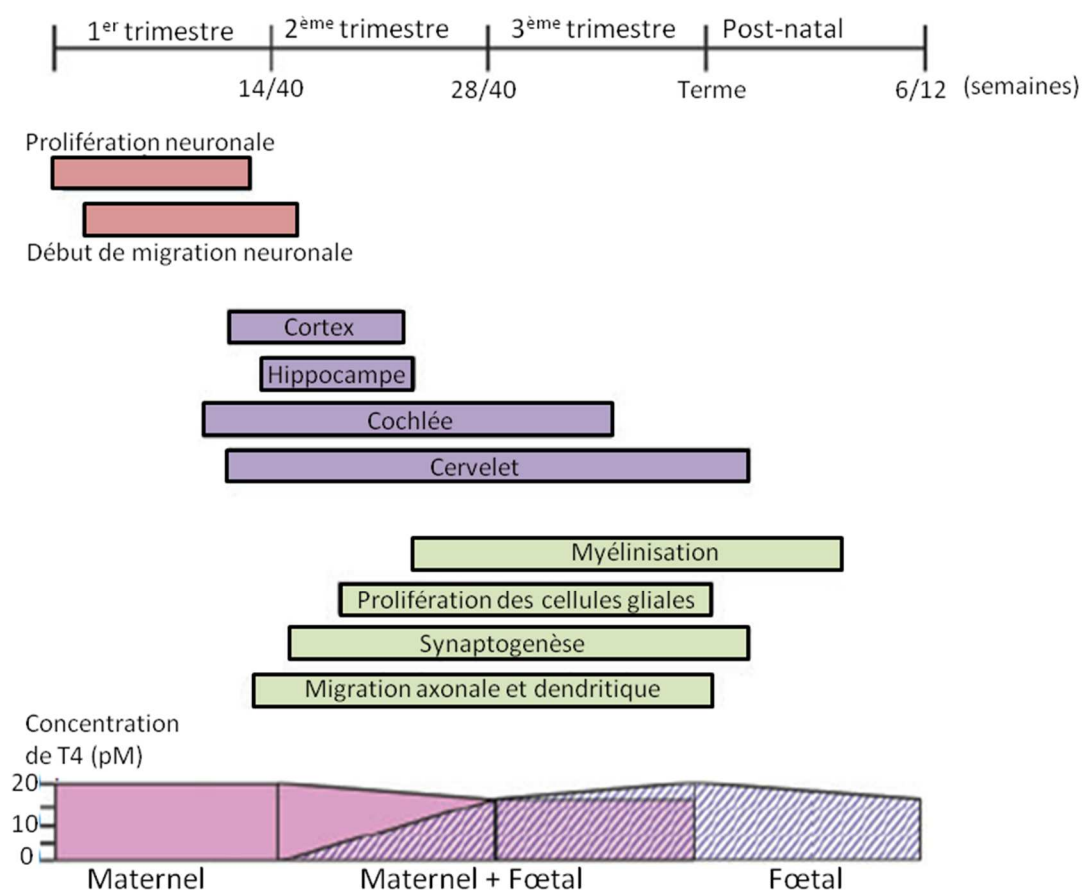 1er trimestre 2ème trimestre 3ème trimestre Post-natal
14/40 28/40 Terme 6/12 (semaines)
Prolifération neuronale
Début de migration neuronale
Cortex
Hippocampe
Cochlée
Cervelet
Myélinisation
Prolifération des cellules gliales
Synaptogenèse
Migration axonale et dendritique
Concentration
de T4 (pM)
20
10
0
Maternel Maternel + Fœtal Fœtal